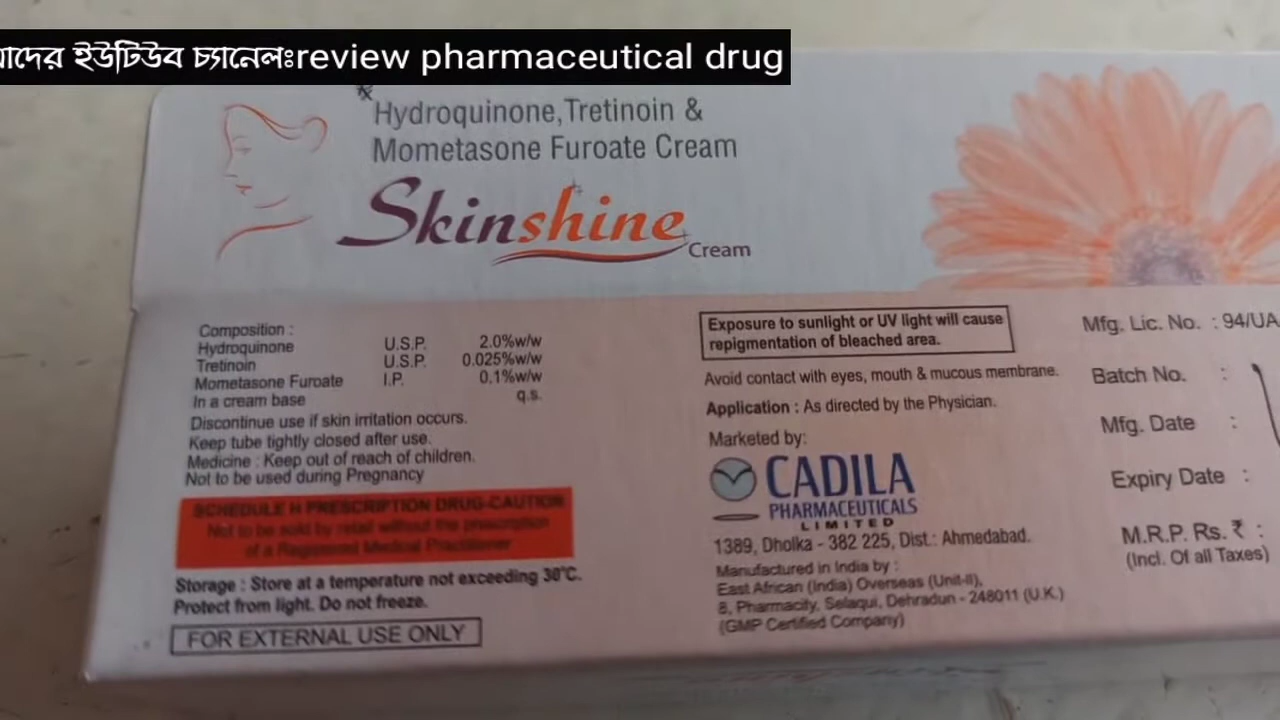 ইউটিউব চ্যানেলঃreview pharmaceutical drug
Hydroquinone, Tretinoin &
Mometasone Furoate Cream
Skinshine
Cream
Composition :
Hydroquinone U.S.P. 2.0%w/w
Tretinoin U.S.P. 0.025%w/w
Mometasone Furoate I.P. 0.1%w/w
In a cream base q.s.
Discontinue use if skin irritation occurs.
Keep tube tightly closed after use.
Medicine : Keep out of reach of children.
Not to be used during Pregnancy
SCHEDULE H PRESCRIPTION DRUG-CAUTION
Not to be sold by retail without the prescription
of a Registered Medical Practitioner
Storage : Store at a temperature not exceeding 30°C.
Protect from light. Do not freeze.
FOR EXTERNAL USE ONLY
Exposure to sunlight or UV light will cause
repigmentation of bleached area.
Avoid contact with eyes, mouth & mucous membrane.
Application : As directed by the Physician.
Marketed by:
CADILA
PHARMACEUTICALS
LIMITED
1389, Dholka - 382 225, Dist.: Ahmedabad.
Manufactured in India by :
East African (India) Overseas (Unit-II),
8, Pharmacity, Selaqui, Dehradun - 248011 (U.K.)
(GMP Certified Company)
Mfg. Lic. No. : 94/UA
Batch No. :
Mfg. Date :
Expiry Date :
M.R.P. Rs. ₹ :
(Incl. Of all Taxes)